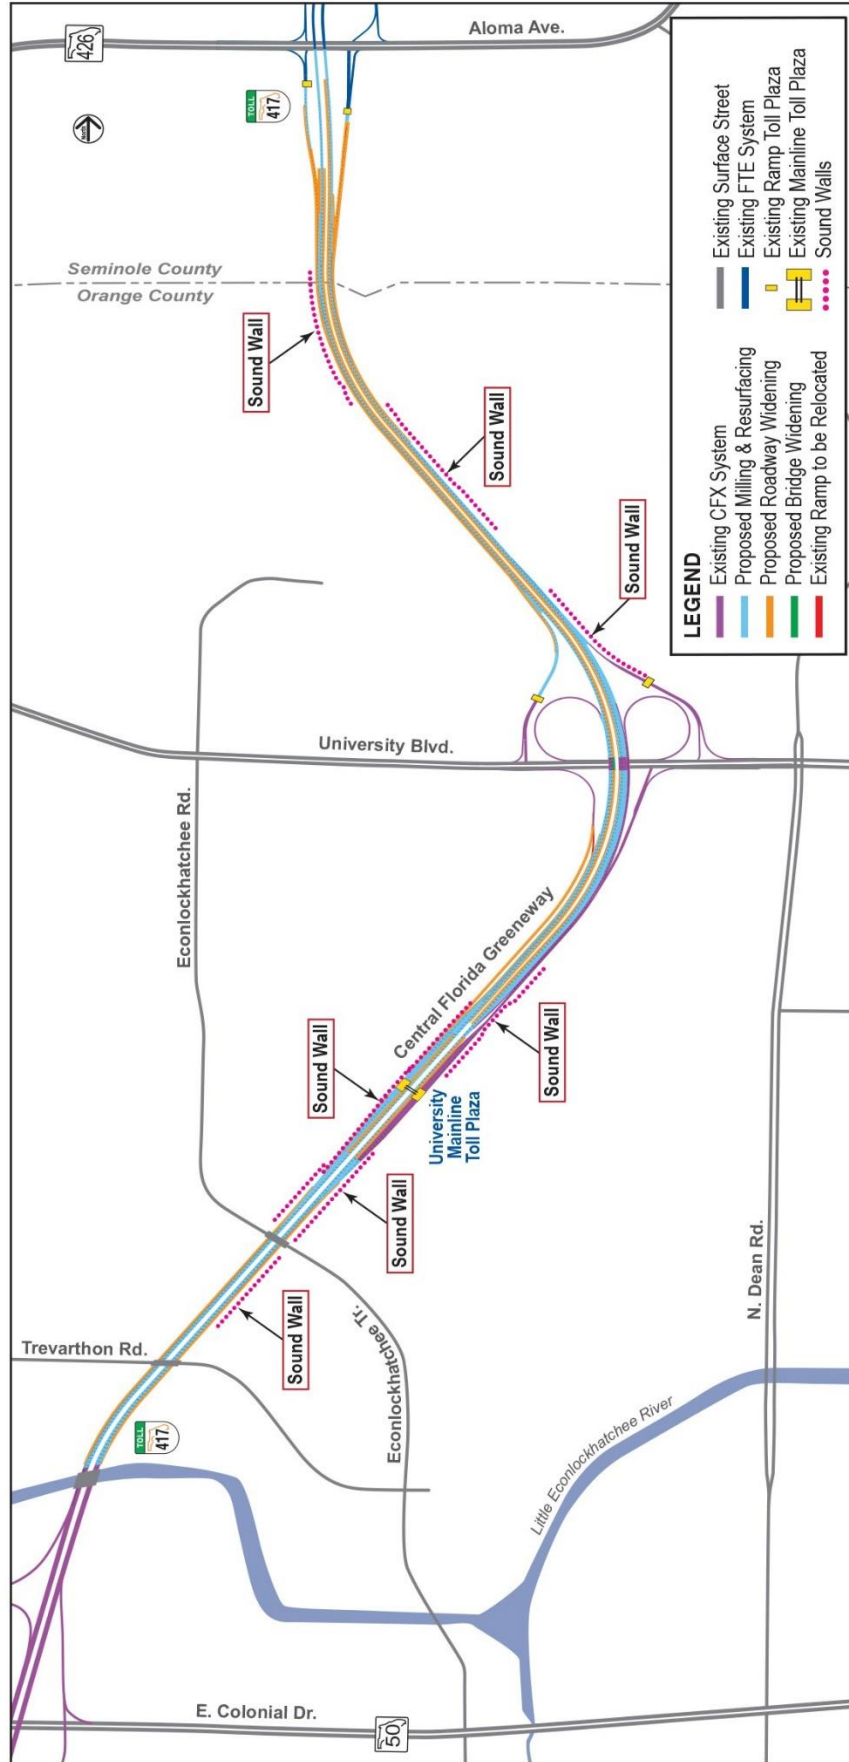 Aloma Ave.
426
North
TOLL
417
Seminole County
Orange County
Sound Wall
Sound Wall
Sound Wall
University Blvd.
Econlockhatchee Rd.
Central Florida Greeneway
Sound Wall
Sound Wall
University
Mainline
Toll Plaza
Sound Wall
Sound Wall
Trevarthon Rd.
Econlockhatchee Tr.
TOLL
417
N. Dean Rd.
Little Econlockhatchee River
E. Colonial Dr.
50
LEGEND
Existing CFX System
Proposed Milling & Resurfacing
Proposed Roadway Widening
Proposed Bridge Widening
Existing Ramp to be Relocated
Existing Surface Street
Existing FTE System
Existing Ramp Toll Plaza
Existing Mainline Toll Plaza
Sound Walls